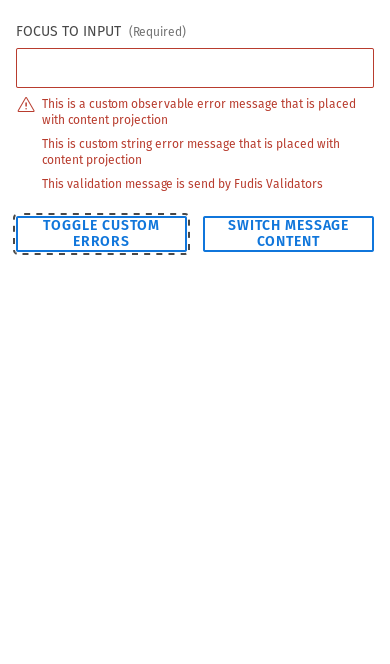 FOCUS TO INPUT (Required)
This is a custom observable error message that is placed
with content projection
This is custom string error message that is placed with
content projection
This validation message is send by Fudis Validators
TOGGLE CUSTOM
ERRORS
SWITCH MESSAGE
CONTENT